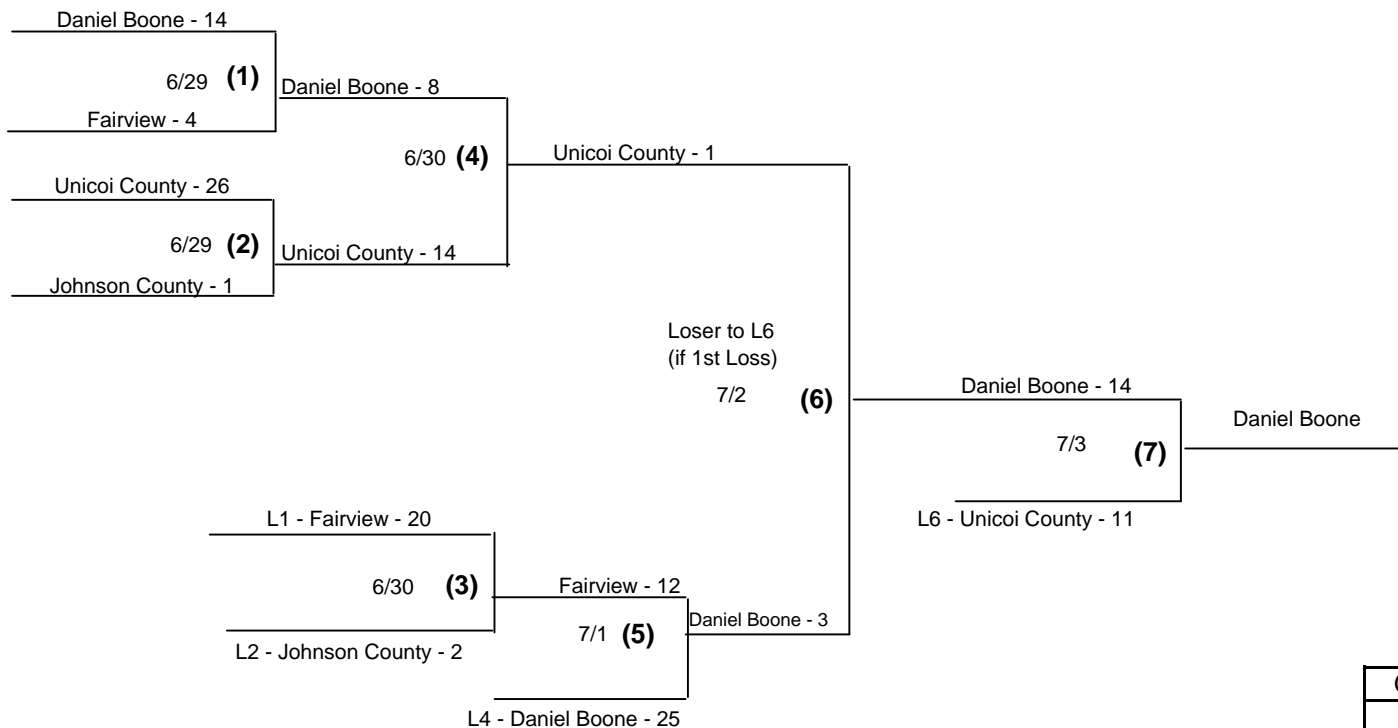 Daniel Boone - 14
6/29 (1)
Fairview - 4
Daniel Boone - 8
6/30 (4)
Unicoi County - 1
Unicoi County - 26
6/29 (2)
Unicoi County - 14
Johnson County - 1
Loser to L6
(if 1st Loss)
7/2 (6)
Daniel Boone - 14
7/3 (7)
Daniel Boone
L6 - Unicoi County - 11
L1 - Fairview - 20
6/30 (3)
Fairview - 12
L2 - Johnson County - 2
7/1 (5)
Daniel Boone - 3
L4 - Daniel Boone - 25